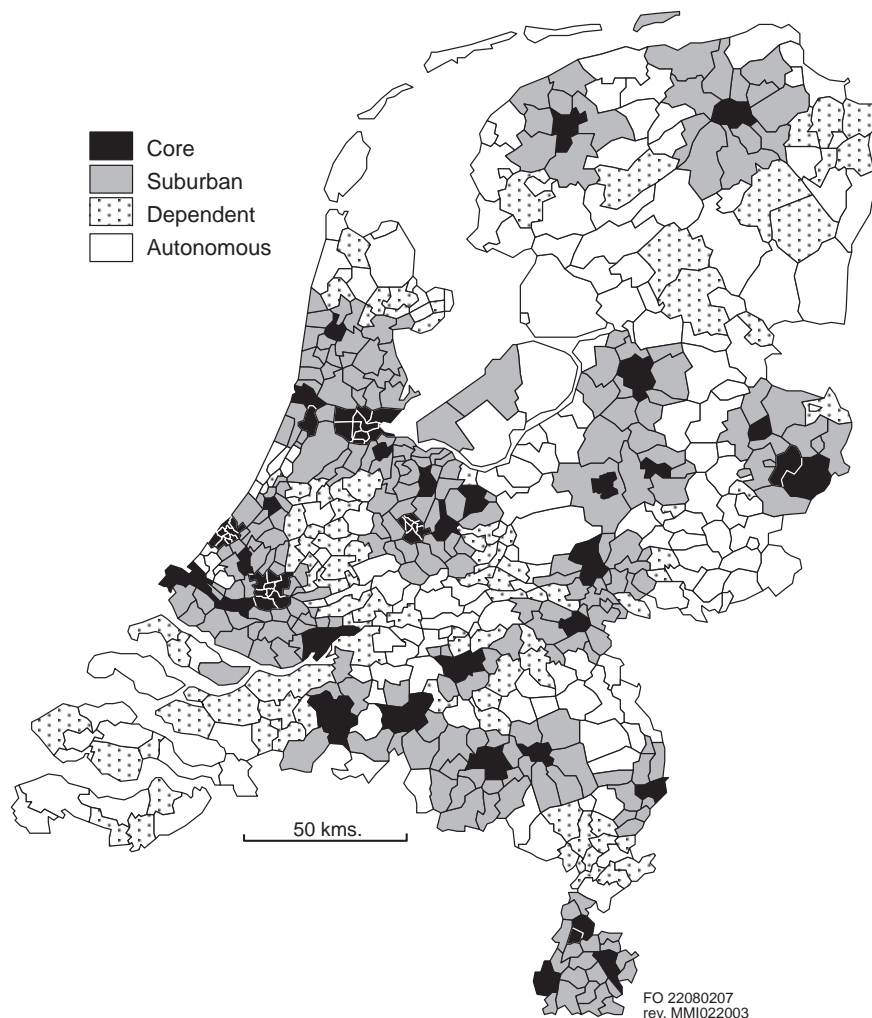 Core
Suburban
Dependent
Autonomous
50 kms.
FO 22080207
rev. MMI022003